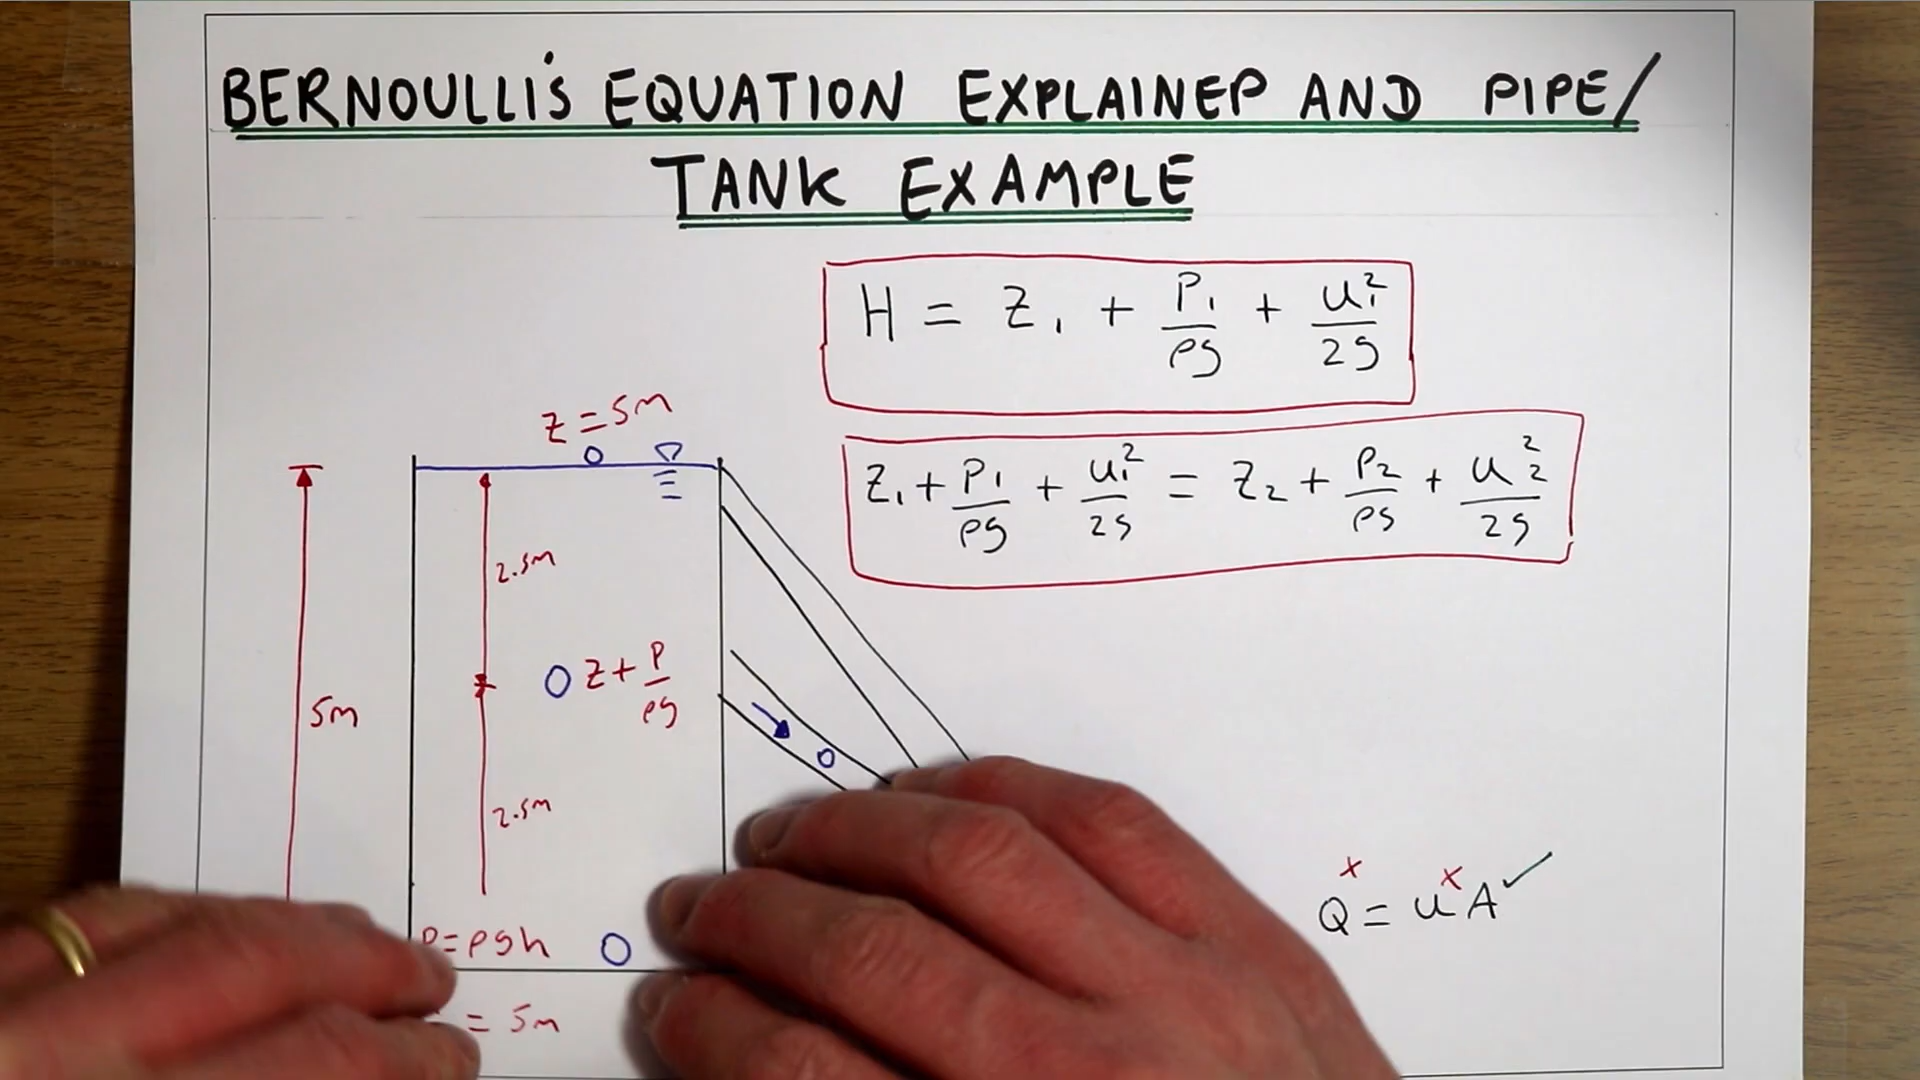 BERNOULLI'S EQUATION EXPLAINED AND PIPE/
TANK EXAMPLE
H = Z₁ + P₁/ρg + u₁²/2g
Z₁ + P₁/ρg + u₁²/2g = Z₂ + P₂/ρg + u₂²/2g
Z = 5m
2.5m
Z + P/ρg
5m
2.5m
x x
Q = uA ✓
P = ρgh
= 5m